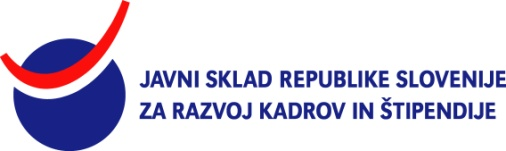 JAVNI SKLAD REPUBLIKE SLOVENIJE
ZA RAZVOJ KADROV IN ŠTIPENDIJE